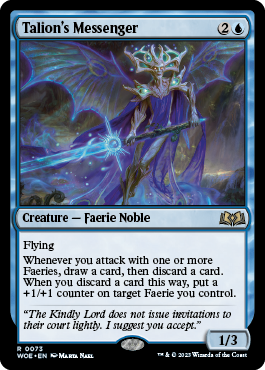 Talion's Messenger 2
Creature — Faerie Noble
Flying
Whenever you attack with one or more
Faeries, draw a card, then discard a card.
When you discard a card this way, put a
+1/+1 counter on target Faerie you control.
"The Kindly Lord does not issue invitations to
their court lightly. I suggest you accept."
1/3
R 0073
WOE • EN Marta Nael
™ & © 2023 Wizards of the Coast